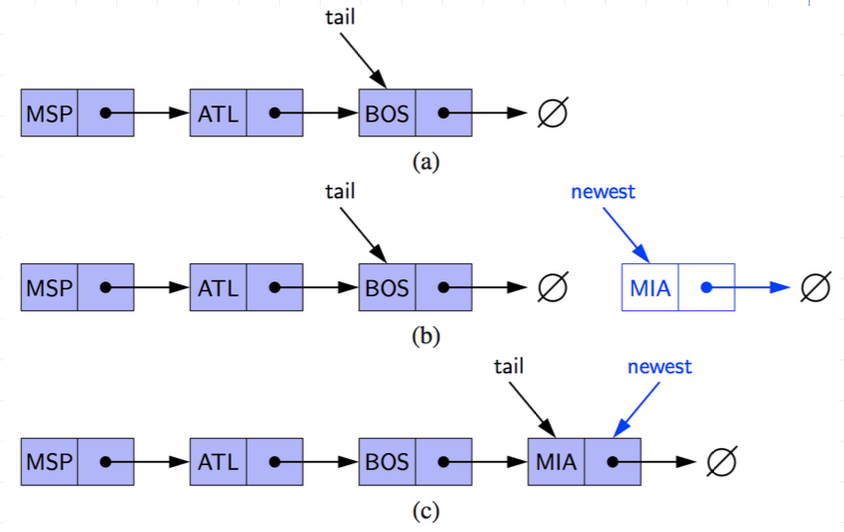 tail
MSP ATL BOS ∅
(a)
tail newest
MSP ATL BOS ∅ MIA ∅
(b)
tail newest
MSP ATL BOS MIA ∅
(c)